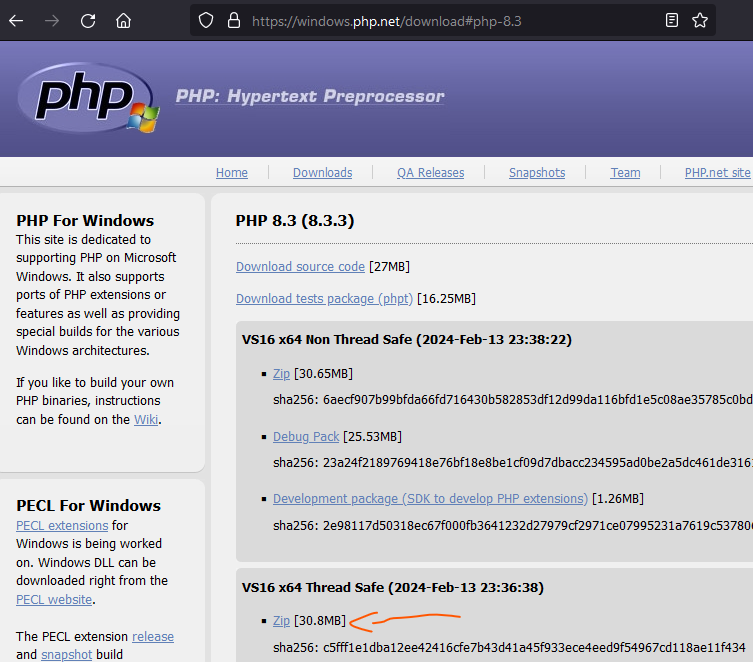 https://windows.php.net/download#php-8.3
php
PHP: Hypertext Preprocessor
Home
Downloads
QA Releases
Snapshots
Team
PHP.net site
PHP For Windows
This site is dedicated to
supporting PHP on Microsoft
Windows. It also supports
ports of PHP extensions or
features as well as providing
special builds for the various
Windows architectures.
If you like to build your own
PHP binaries, instructions
can be found on the Wiki.
PECL For Windows
PECL extensions for
Windows is being worked
on. Windows DLL can be
downloaded right from the
PECL website.
The PECL extension release
and snapshot build
PHP 8.3 (8.3.3)
Download source code [27MB]
Download tests package (phpt) [16.25MB]
VS16 x64 Non Thread Safe (2024-Feb-13 23:38:22)
Zip [30.65MB]
sha256: 6aecf907b99bfda66fd716430b582853df12d99da116bfd1e5c08ae35785c0bd
Debug Pack [25.53MB]
sha256: 23a24f2189769418e76bf18e8be1cf09d7dbacc234595ad0be2a5dc461de3161
Development package (SDK to develop PHP extensions) [1.26MB]
sha256: 2e98117d50318ec67f000fb3641232d27979cf2971ce07995231a7619c53780
VS16 x64 Thread Safe (2024-Feb-13 23:36:38)
Zip [30.8MB]
sha256: c5fff1e1dba12ee42416cfe7b43d41a45f933ece4eed9f54967cd118ae11f434